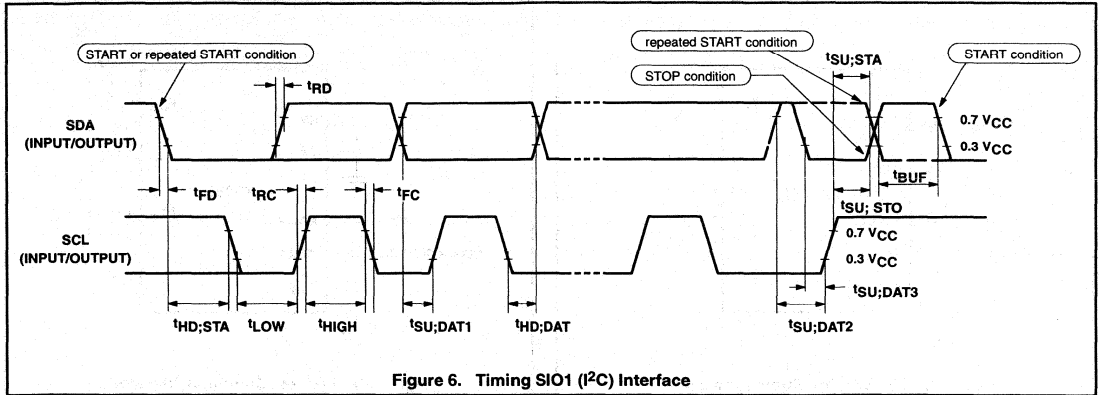 START or repeated START condition
repeated START condition
tSU;STA
START condition
STOP condition
tRD
SDA
(INPUT/OUTPUT)
0.7 VCC
0.3 VCC
tFD
tRC
tFC
tBUF
tSU; STO
SCL
(INPUT/OUTPUT)
0.7 VCC
0.3 VCC
tSU;DAT3
tHD;STA
tLOW
tHIGH
tSU;DAT1
tHD;DAT
tSU;DAT2
Figure 6. Timing SIO1 (I2C) Interface